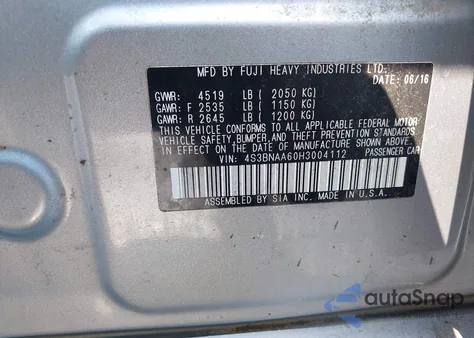 MFD BY FUJI HEAVY INDUSTRIES LTD.
DATE: 06/16
GVWR: 4519 LB ( 2050 KG)
GAWR: F 2535 LB ( 1150 KG)
GAWR: R 2645 LB ( 1200 KG)
THIS VEHICLE CONFORMS TO ALL APPLICABLE FEDERAL MOTOR
VEHICLE SAFETY, BUMPER, AND THEFT PREVENTION STANDARDS
IN EFFECT ON THE DATE OF MANUFACTURE SHOWN ABOVE.
VIN: 4S3BNAA60H3004112 PASSENGER CAR
ASSEMBLED BY SIA INC. MADE IN U.S.A.
autoSnap